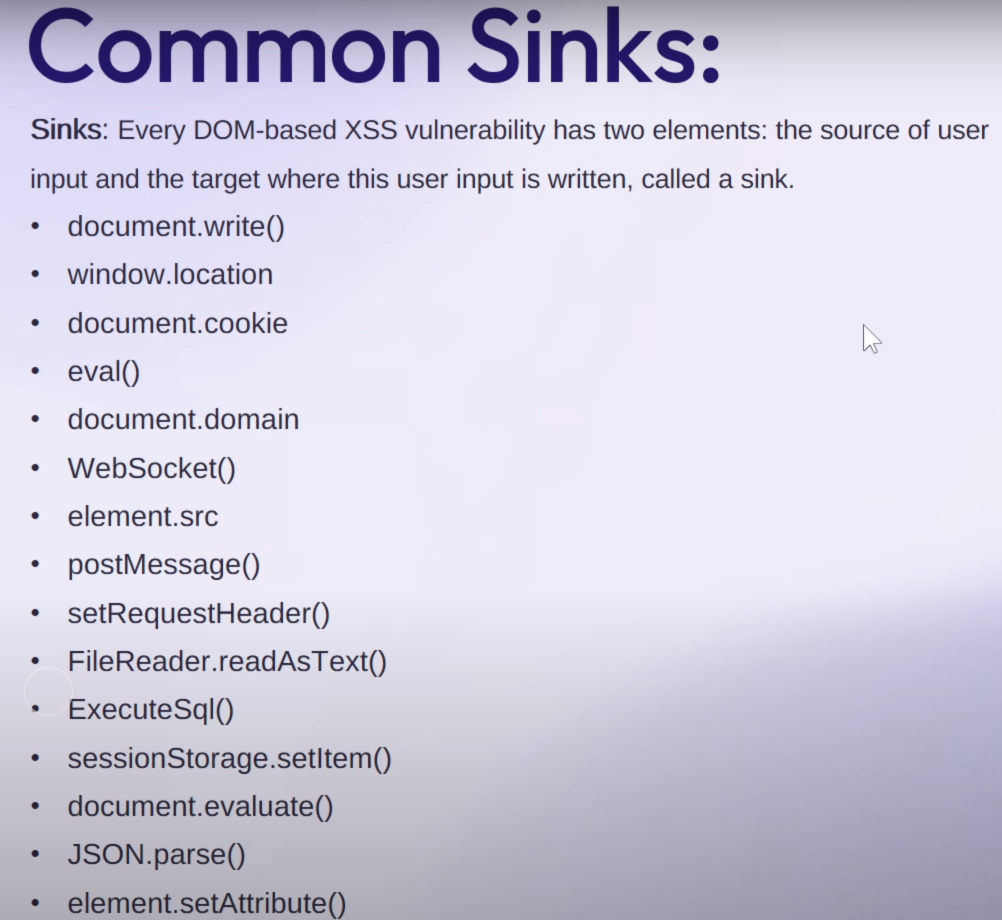 Common Sinks:
Sinks: Every DOM-based XSS vulnerability has two elements: the source of user
input and the target where this user input is written, called a sink.
• document.write()
• window.location
• document.cookie
• eval()
• document.domain
• WebSocket()
• element.src
• postMessage()
• setRequestHeader()
• FileReader.readAsText()
• ExecuteSql()
• sessionStorage.setItem()
• document.evaluate()
• JSON.parse()
• element.setAttribute()